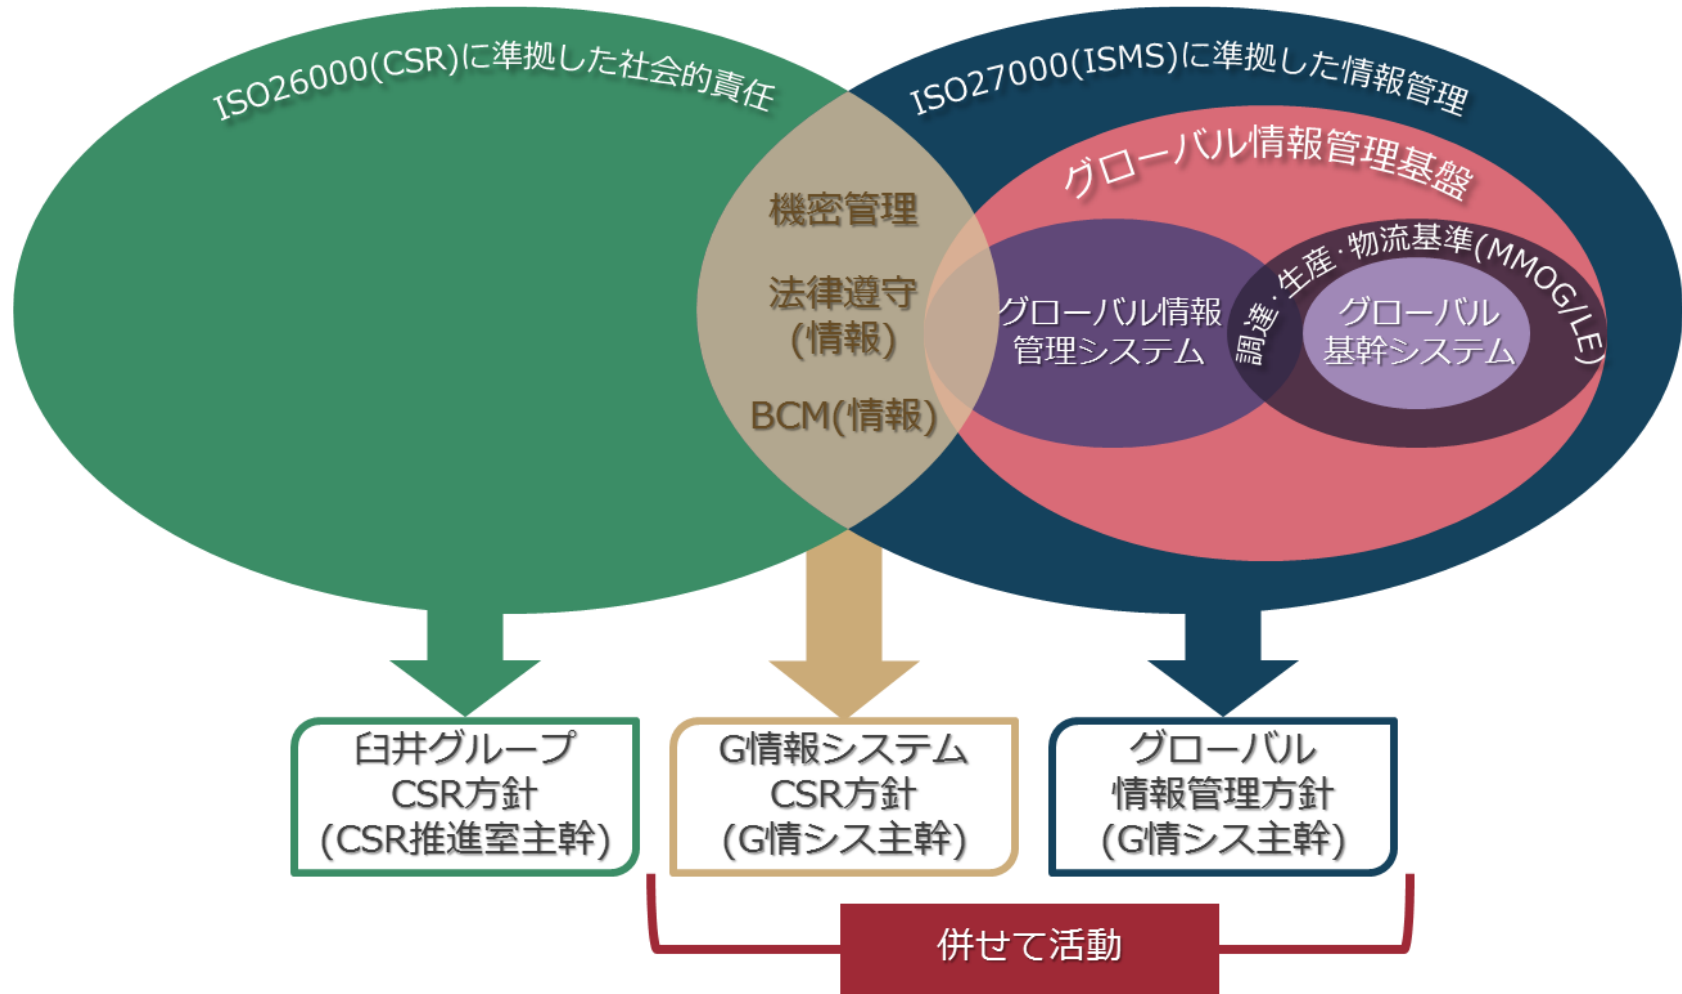 ISO26000(CSR)に準拠した社会的責任
ISO27000(ISMS)に準拠した情報管理
グローバル情報管理基盤
機密管理
法律遵守
(情報)
BCM(情報)
グローバル情報
管理システム
調達・生産・物流基準(MMOG/LE)
グローバル
基幹システム
臼井グループ
CSR方針
(CSR推進室主幹)
G情報システム
CSR方針
(G情シス主幹)
グローバル
情報管理方針
(G情シス主幹)
併せて活動